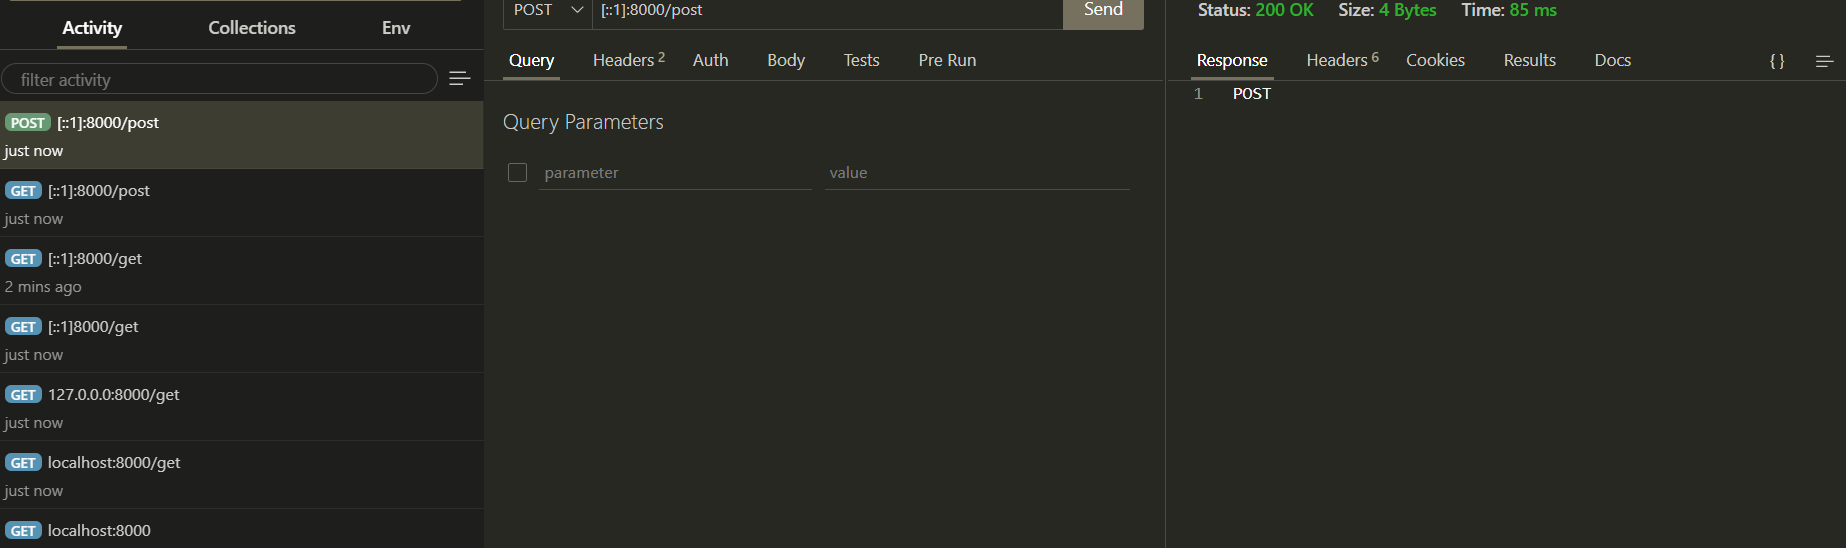 Activity Collections Env
filter activity
POST [::1]:8000/post
just now
GET [::1]:8000/post
just now
GET [::1]:8000/get
2 mins ago
GET [::1]8000/get
just now
GET 127.0.0.0:8000/get
just now
GET localhost:8000/get
just now
GET localhost:8000
POST [::1]:8000/post Send
Query Headers 2 Auth Body Tests Pre Run
Query Parameters
parameter value
Status: 200 OK Size: 4 Bytes Time: 85 ms
Response Headers 6 Cookies Results Docs {}
1 POST